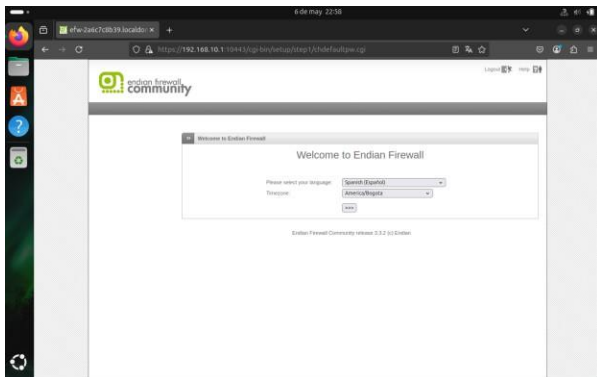 6 de may 22:58
efw-2a6c7c8b39.localdo
https://192.168.10.1:10443/cgi-bin/setup/step1/chdefaultpw.cgi
Logout Help
endian firewall
community
Welcome to Endian Firewall
Welcome to Endian Firewall
Please select your language: Spanish (Español)
Timezone: America/Bogota
>>>>
Endian Firewall Community release 3.3.2 (c) Endian